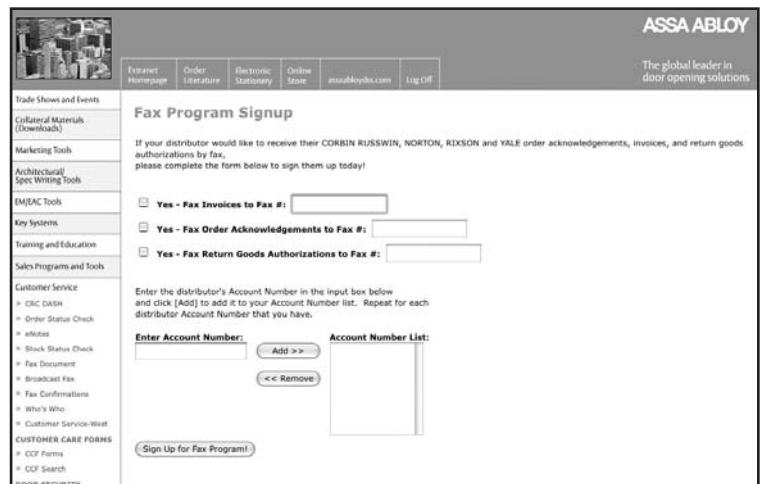 ASSA ABLOY
The global leader in
door opening solutions
Extranet Homepage
Order Literature
Electronic Stationery
Online Store
assaabloydss.com
Log Off
Trade Shows and Events
Collateral Materials
(Downloads)
Marketing Tools
Architectural/
Spec Writing Tools
EM/EAC Tools
Key Systems
Training and Education
Sales Programs and Tools
Customer Service
» CRC DASH
» Order Status Check
» eNotes
» Stock Status Check
» Fax Document
» Broadcast Fax
» Fax Confirmations
» Who's Who
» Customer Service-West
CUSTOMER CARE FORMS
» CCF Forms
» CCF Search
DOOR SECURITY
Fax Program Signup
If your distributor would like to receive their CORBIN RUSSWIN, NORTON, RIXSON and YALE order acknowledgements, invoices, and return goods
authorizations by fax,
please complete the form below to sign them up today!
Yes - Fax Invoices to Fax #:
Yes - Fax Order Acknowledgements to Fax #:
Yes - Fax Return Goods Authorizations to Fax #:
Enter the distributor's Account Number in the input box below
and click [Add] to add it to your Account Number list. Repeat for each
distributor Account Number that you have.
Enter Account Number:
Add >>
<< Remove
Account Number List:
Sign Up for Fax Program!